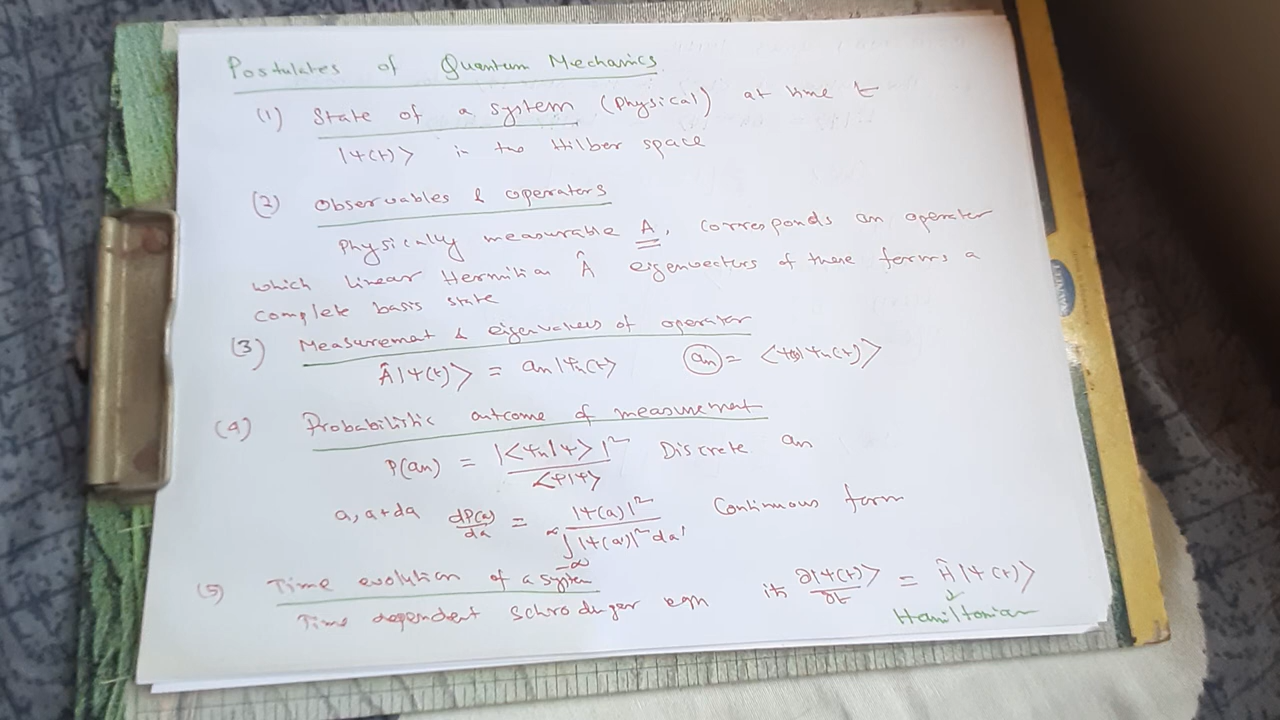 Postulates of Quantum Mechanics
(1) State of a system (Physical) at time t
|Ψ(t)⟩ in the Hilber space
(2) Observables & operators
Physically measurable A, corresponds an operator
which linear Hermitian Â eigenvectors of these forms a
complete basis state
(3) Measurement & eigenvalues of operator
Â|Ψ(t)⟩ = an|Ψn(t)⟩ an = ⟨Ψ(t)|Ψn(t)⟩
(4) Probabilistic outcome of measurement
P(an) = |⟨Ψn|Ψ⟩|² / ⟨Ψ|Ψ⟩ Discrete an
a, a+da dP(a)/da = |Ψ(a)|² / ∫_{-∞}^{∞} |Ψ(a')|² da' Continuous form
(5) Time evolution of a system
Time dependent Schrodinger eqn iħ ∂|Ψ(t)⟩/∂t = Ĥ|Ψ(t)⟩
Hamiltonian